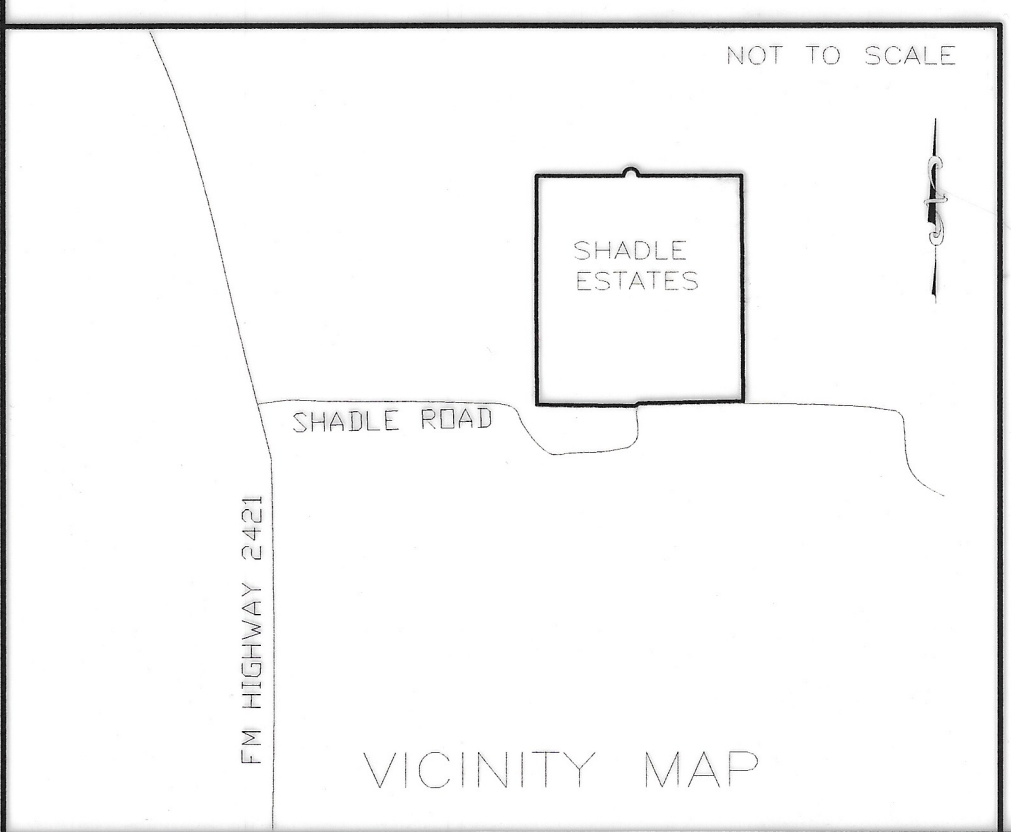 NOT TO SCALE
SHADLE
ESTATES
SHADLE ROAD
FM HIGHWAY 2421
VICINITY MAP